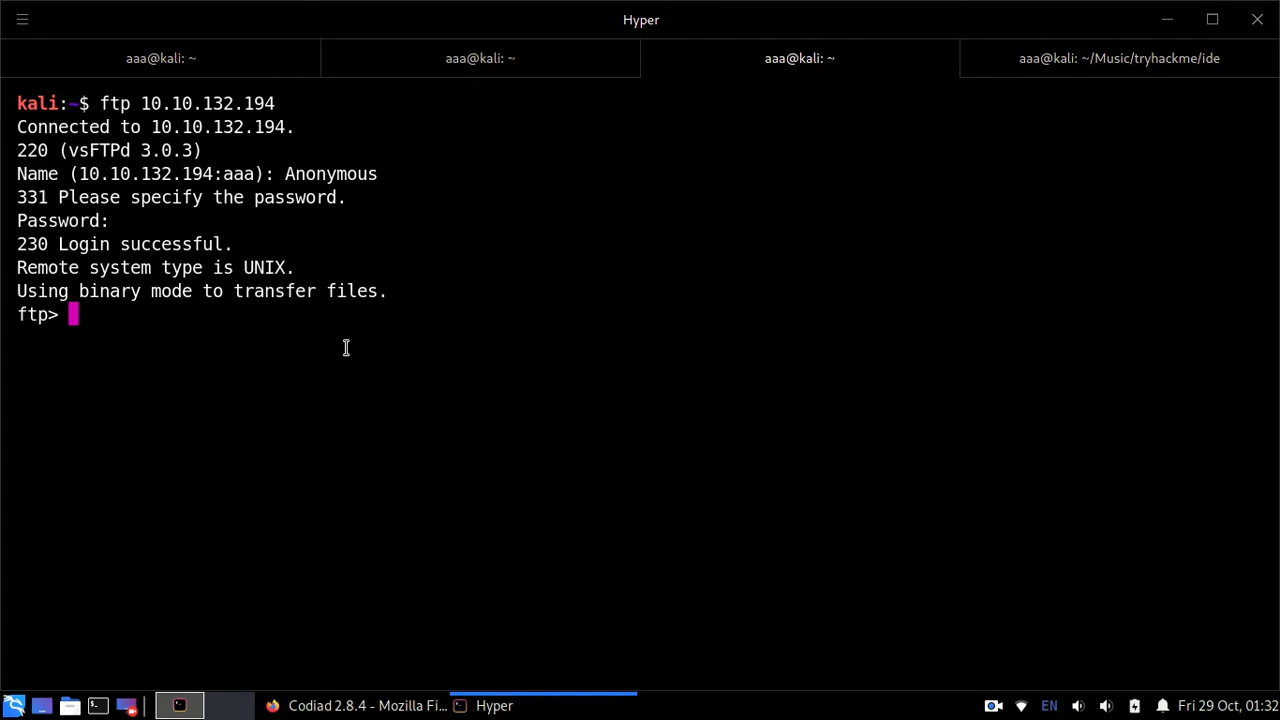 Hyper
aaa@kali: ~
aaa@kali: ~
aaa@kali: ~
aaa@kali: ~/Music/tryhackme/ide
kali:~$ ftp 10.10.132.194
Connected to 10.10.132.194.
220 (vsFTPd 3.0.3)
Name (10.10.132.194:aaa): Anonymous
331 Please specify the password.
Password:
230 Login successful.
Remote system type is UNIX.
Using binary mode to transfer files.
ftp>
Codiad 2.8.4 - Mozilla Fi...
Hyper
EN
Fri 29 Oct, 01:32